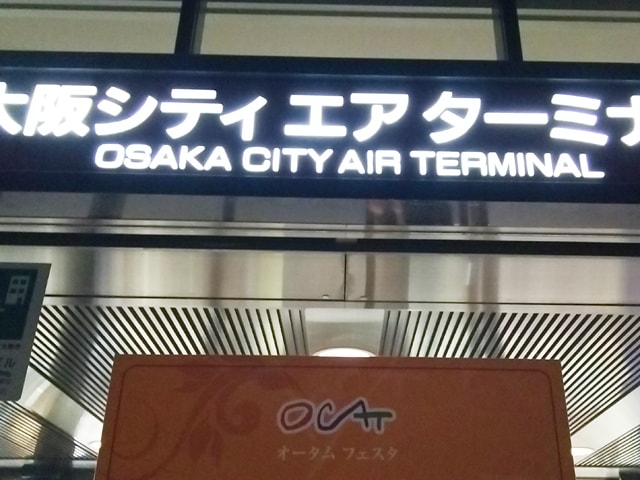 大阪シティエアターミナ
OSAKA CITY AIR TERMINAL
OCAT
オータム フェスタ